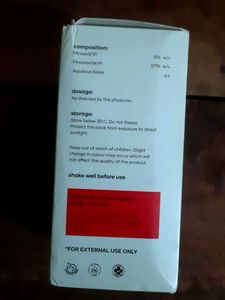 composition:
Minoxidil IP: 5% w/v
Finasteride IP: 0.1% w/v
Aqueous base: q.s.
dosage:
As directed by the physician
storage:
Store below 30 C. Do not freeze.
Protect the pack from exposure to direct
sunlight.
Keep out of reach of children. Slight
change in colour may occur which will
not affect the quality of the product.
shake well before use
*FOR EXTERNAL USE ONLY